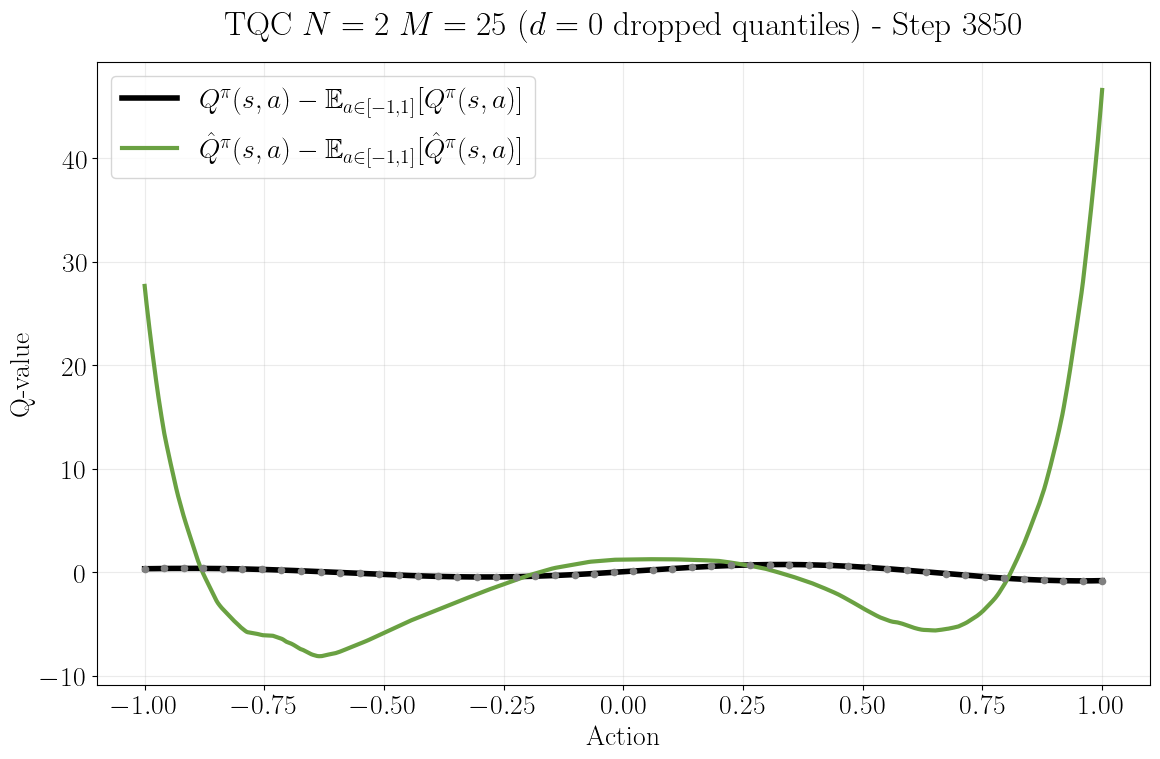 TQC N = 2 M = 25 (d = 0 dropped quantiles) - Step 3850
Q^π(s, a) − 𝔼_{a∈[−1,1]}[Q^π(s, a)]
Q̂^π(s, a) − 𝔼_{a∈[−1,1]}[Q̂^π(s, a)]
Q-value
40
30
20
10
0
−10
−1.00 −0.75 −0.50 −0.25 0.00 0.25 0.50 0.75 1.00
Action